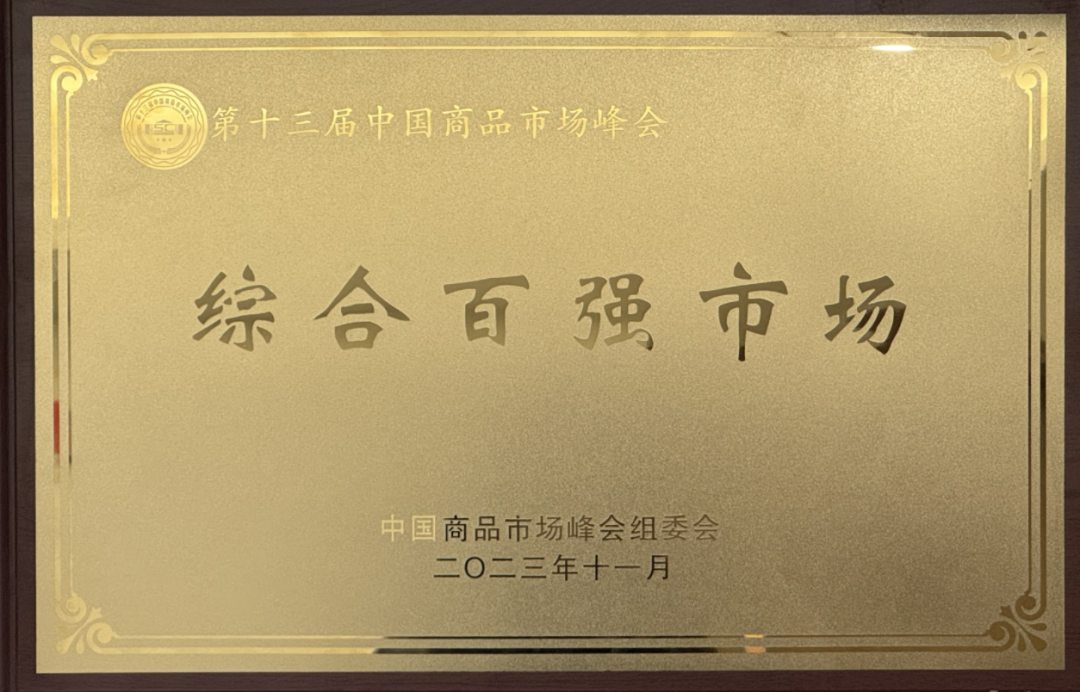 第十三届中国商品市场峰会
综合百强市场
中国商品市场峰会组委会
二〇二三年十一月